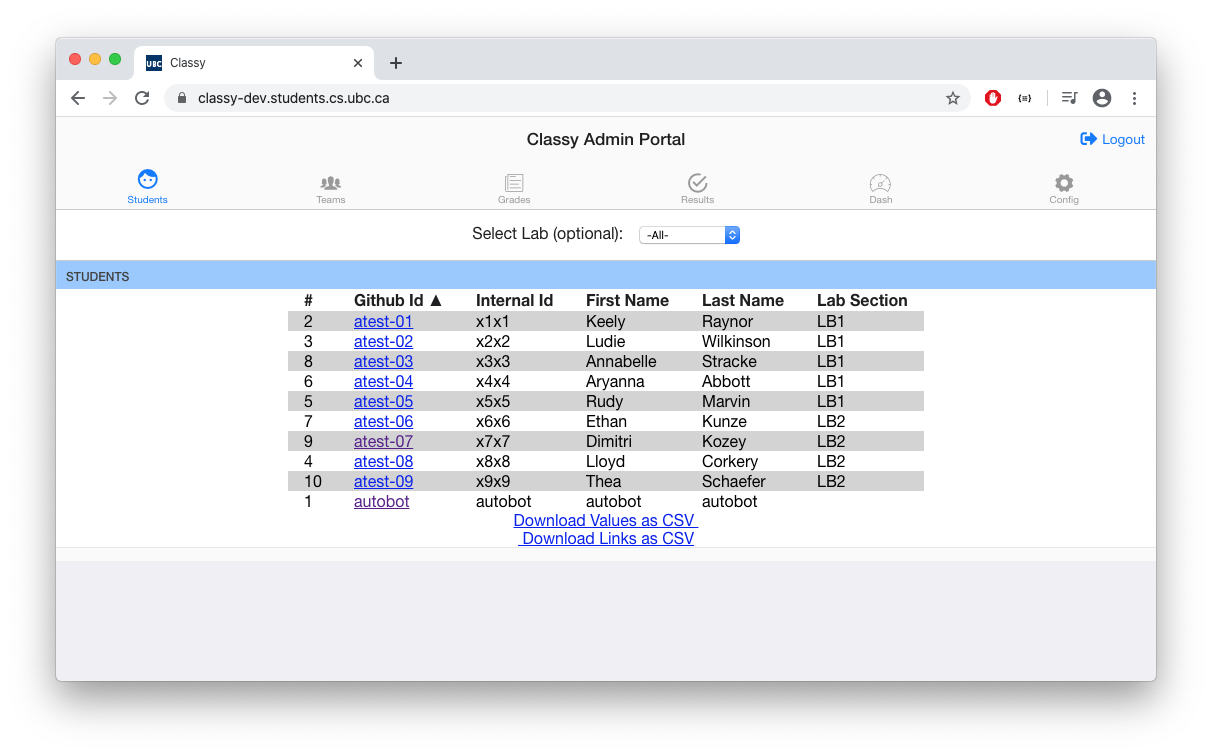 UBC Classy
classy-dev.students.cs.ubc.ca
Classy Admin Portal
Logout
Students Teams Grades Results Dash Config
Select Lab (optional): -All-
STUDENTS
# Github Id ▲ Internal Id First Name Last Name Lab Section
2 atest-01 x1x1 Keely Raynor LB1
3 atest-02 x2x2 Ludie Wilkinson LB1
8 atest-03 x3x3 Annabelle Stracke LB1
6 atest-04 x4x4 Aryanna Abbott LB1
5 atest-05 x5x5 Rudy Marvin LB1
7 atest-06 x6x6 Ethan Kunze LB2
9 atest-07 x7x7 Dimitri Kozey LB2
4 atest-08 x8x8 Lloyd Corkery LB2
10 atest-09 x9x9 Thea Schaefer LB2
1 autobot autobot autobot autobot
Download Values as CSV
Download Links as CSV